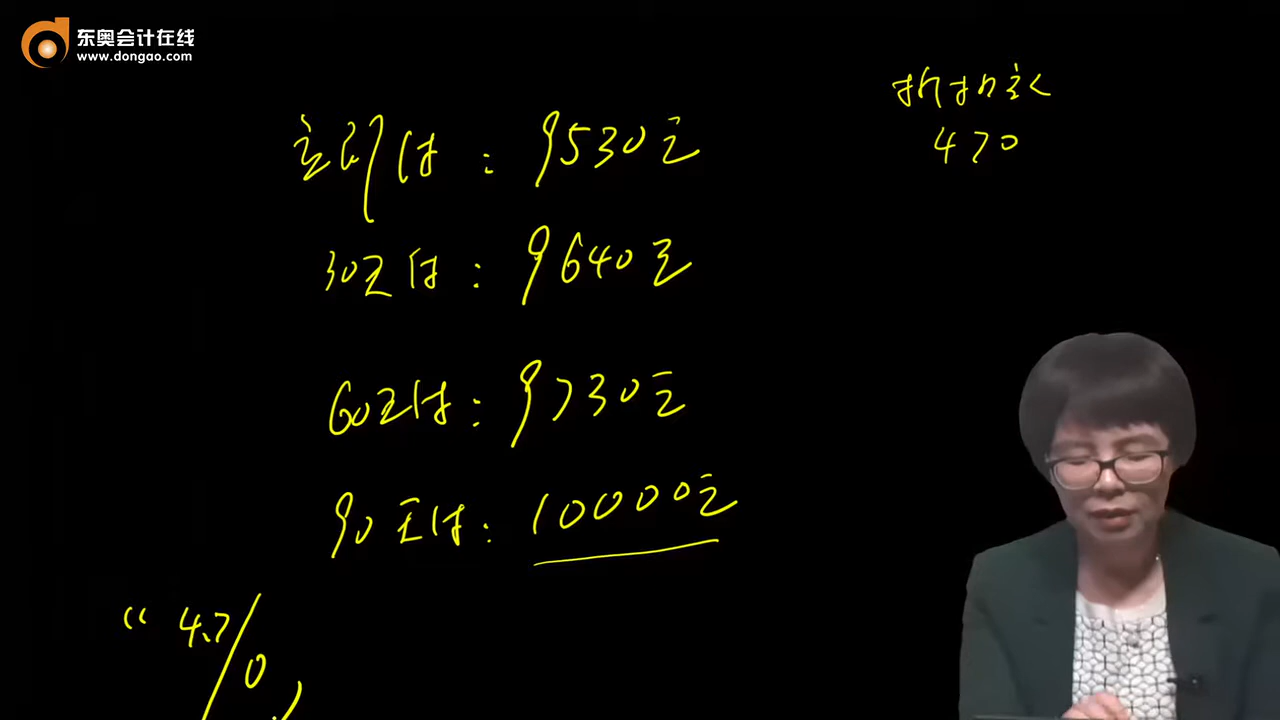 东奥会计在线
www.dongao.com
折扣额
470
立即付：9530元
30天付：9640元
60天付：9730元
90天付：10000元
“4.7/0，